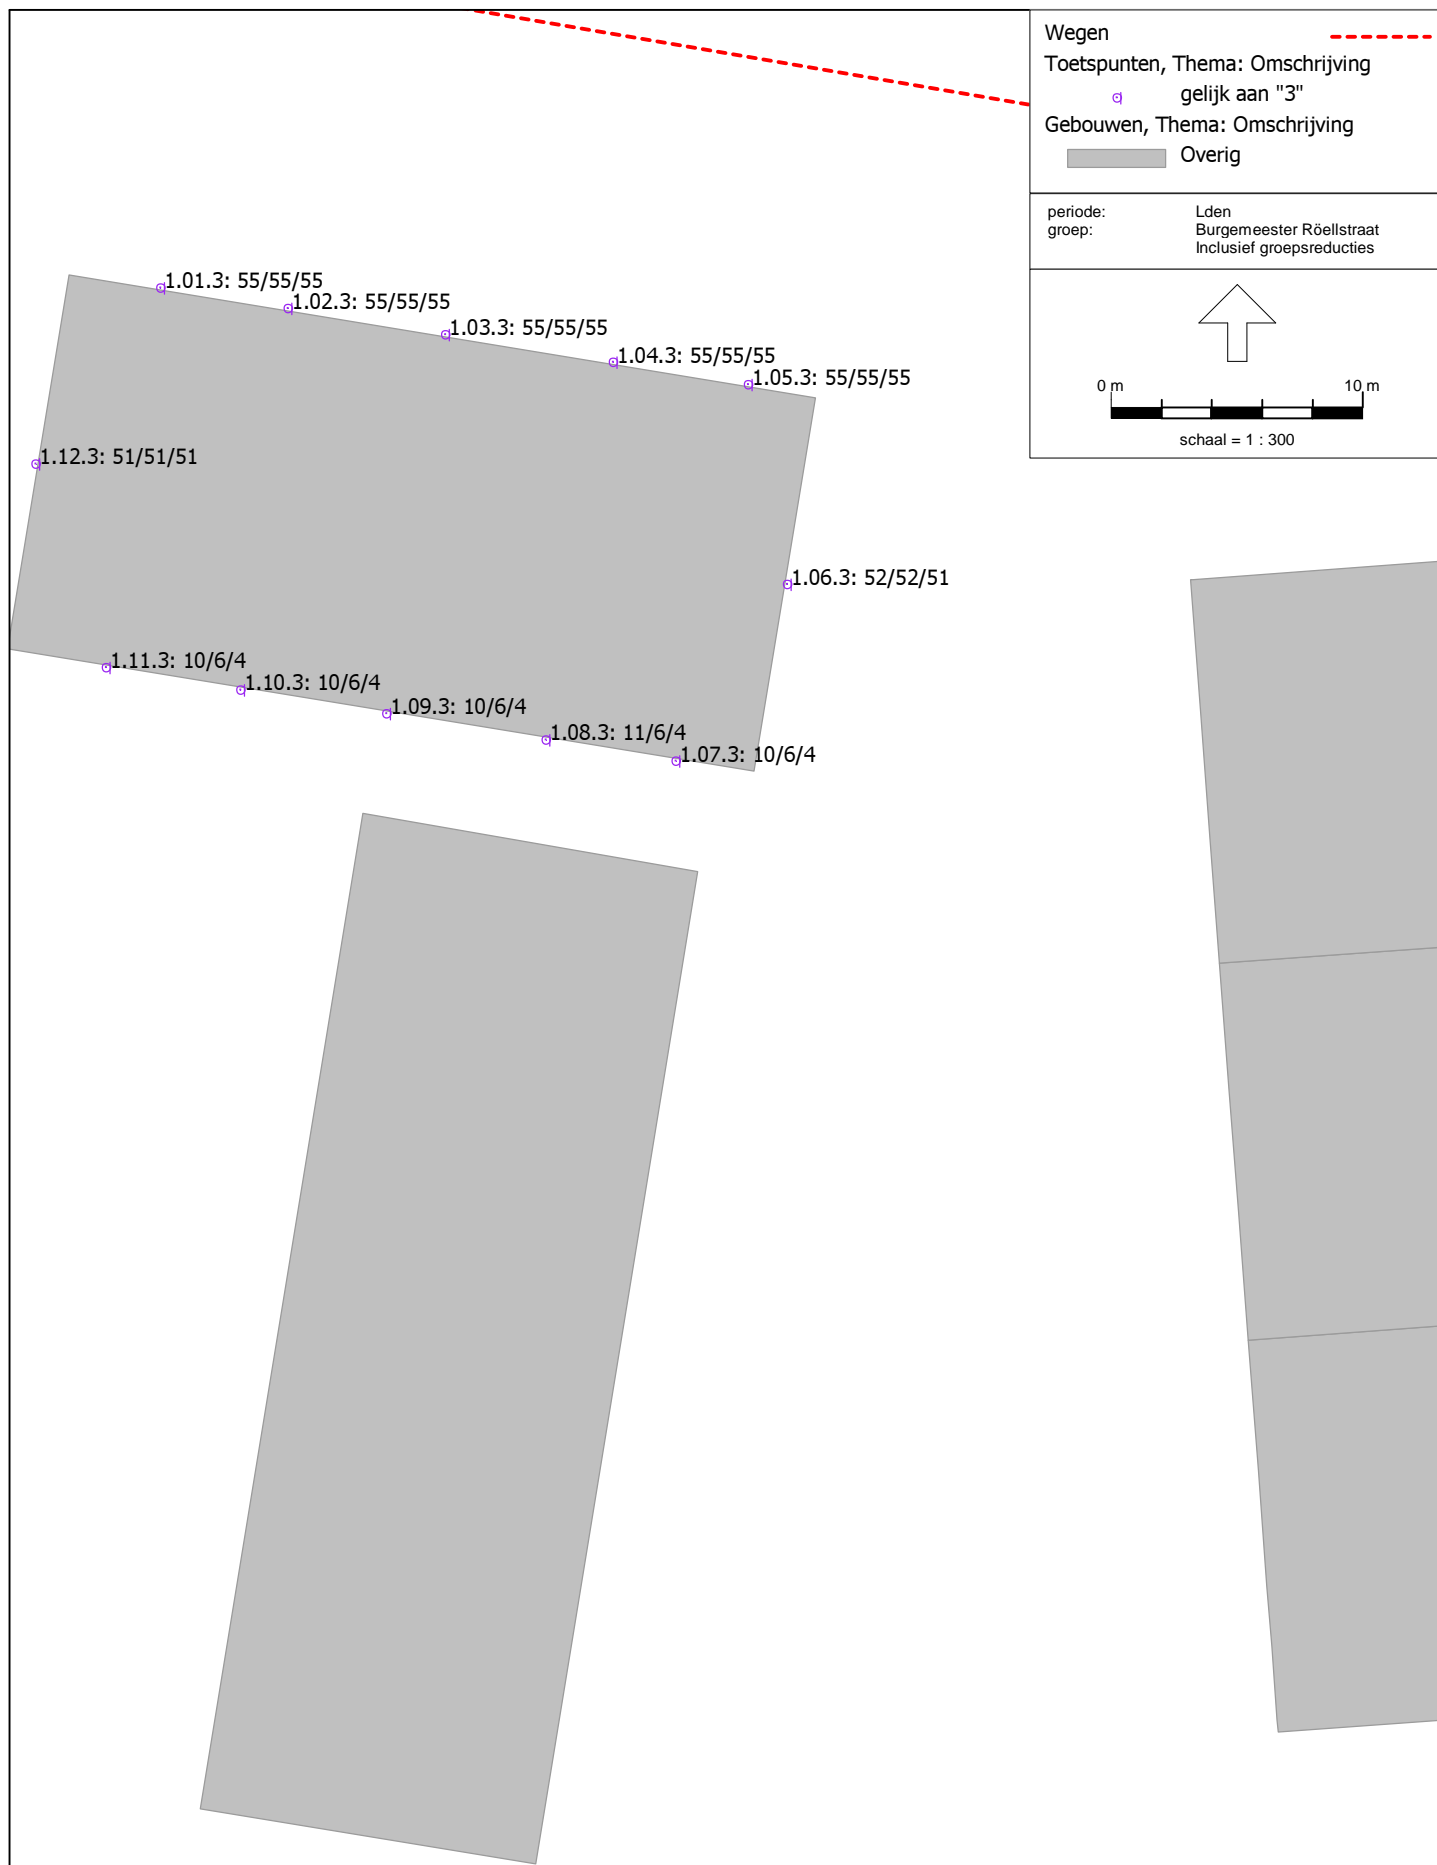 Wegen
Toetspunten, Thema: Omschrijving
gelijk aan "3"
Gebouwen, Thema: Omschrijving
Overig
periode: Lden
groep: Burgemeester Röellstraat
Inclusief groepsreducties
0 m 10 m
schaal = 1 : 300
1.01.3: 55/55/55
1.02.3: 55/55/55
1.03.3: 55/55/55
1.04.3: 55/55/55
1.05.3: 55/55/55
1.12.3: 51/51/51
1.06.3: 52/52/51
1.11.3: 10/6/4
1.10.3: 10/6/4
1.09.3: 10/6/4
1.08.3: 11/6/4
1.07.3: 10/6/4